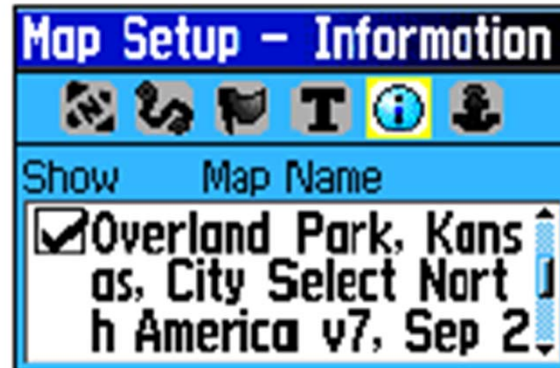 Map Setup – Information
N T i
Show Map Name
Overland Park, Kans
as, City Select Nort
h America v7, Sep 2